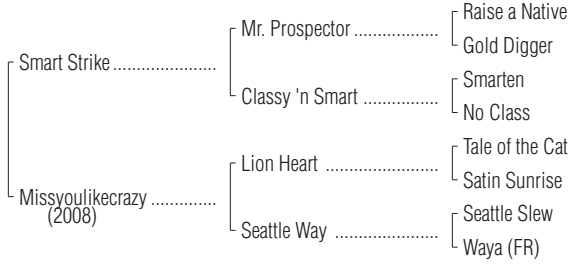 Raise a Native
Mr. Prospector ....................
Gold Digger
Smart Strike ........................
Smarten
Classy 'n Smart ..................
No Class
Tale of the Cat
Lion Heart ...........................
Satin Sunrise
Missyoulikecrazy ...............
(2008)
Seattle Slew
Seattle Way ........................
Waya (FR)